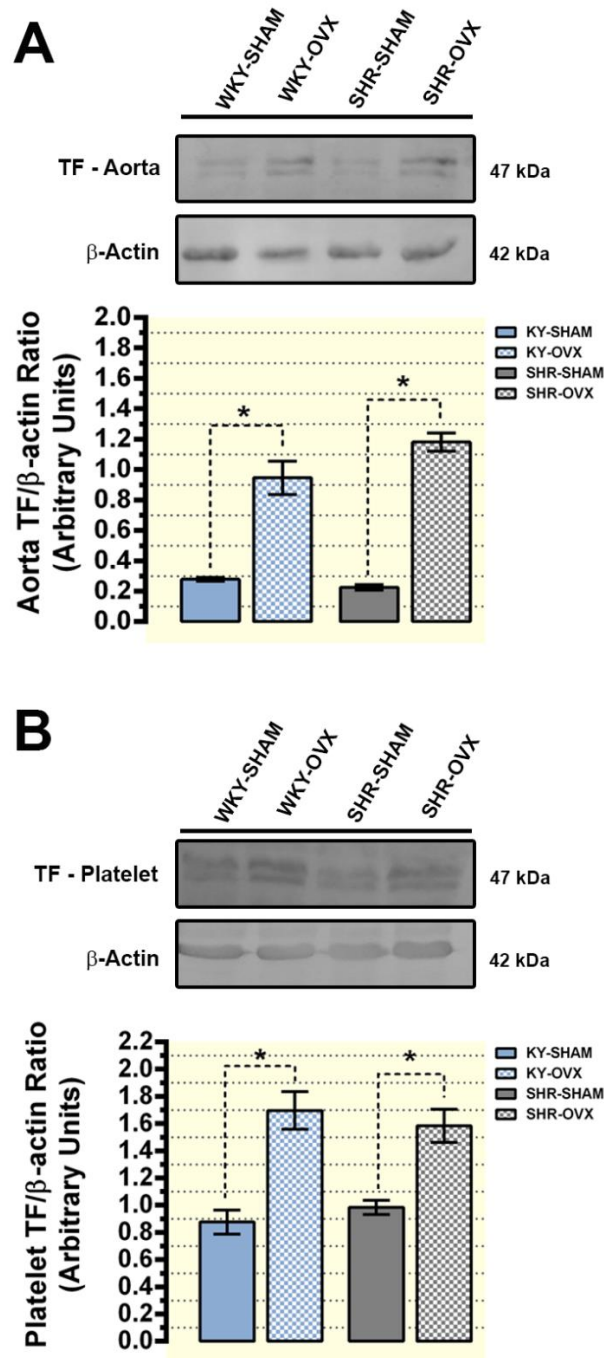 A
WKY-SHAM
WKY-OVX
SHR-SHAM
SHR-OVX
TF - Aorta
47 kDa
β-Actin
42 kDa
Aorta TF/β-actin Ratio
(Arbitrary Units)
2.0
1.8
1.6
1.4
1.2
1.0
0.8
0.6
0.4
0.2
0.0
*
*
KY-SHAM
KY-OVX
SHR-SHAM
SHR-OVX
B
WKY-SHAM
WKY-OVX
SHR-SHAM
SHR-OVX
TF - Platelet
47 kDa
β-Actin
42 kDa
Platelet TF/β-actin Ratio
(Arbitrary Units)
2.2
2.0
1.8
1.6
1.4
1.2
1.0
0.8
0.6
0.4
0.2
0.0
*
*
KY-SHAM
KY-OVX
SHR-SHAM
SHR-OVX